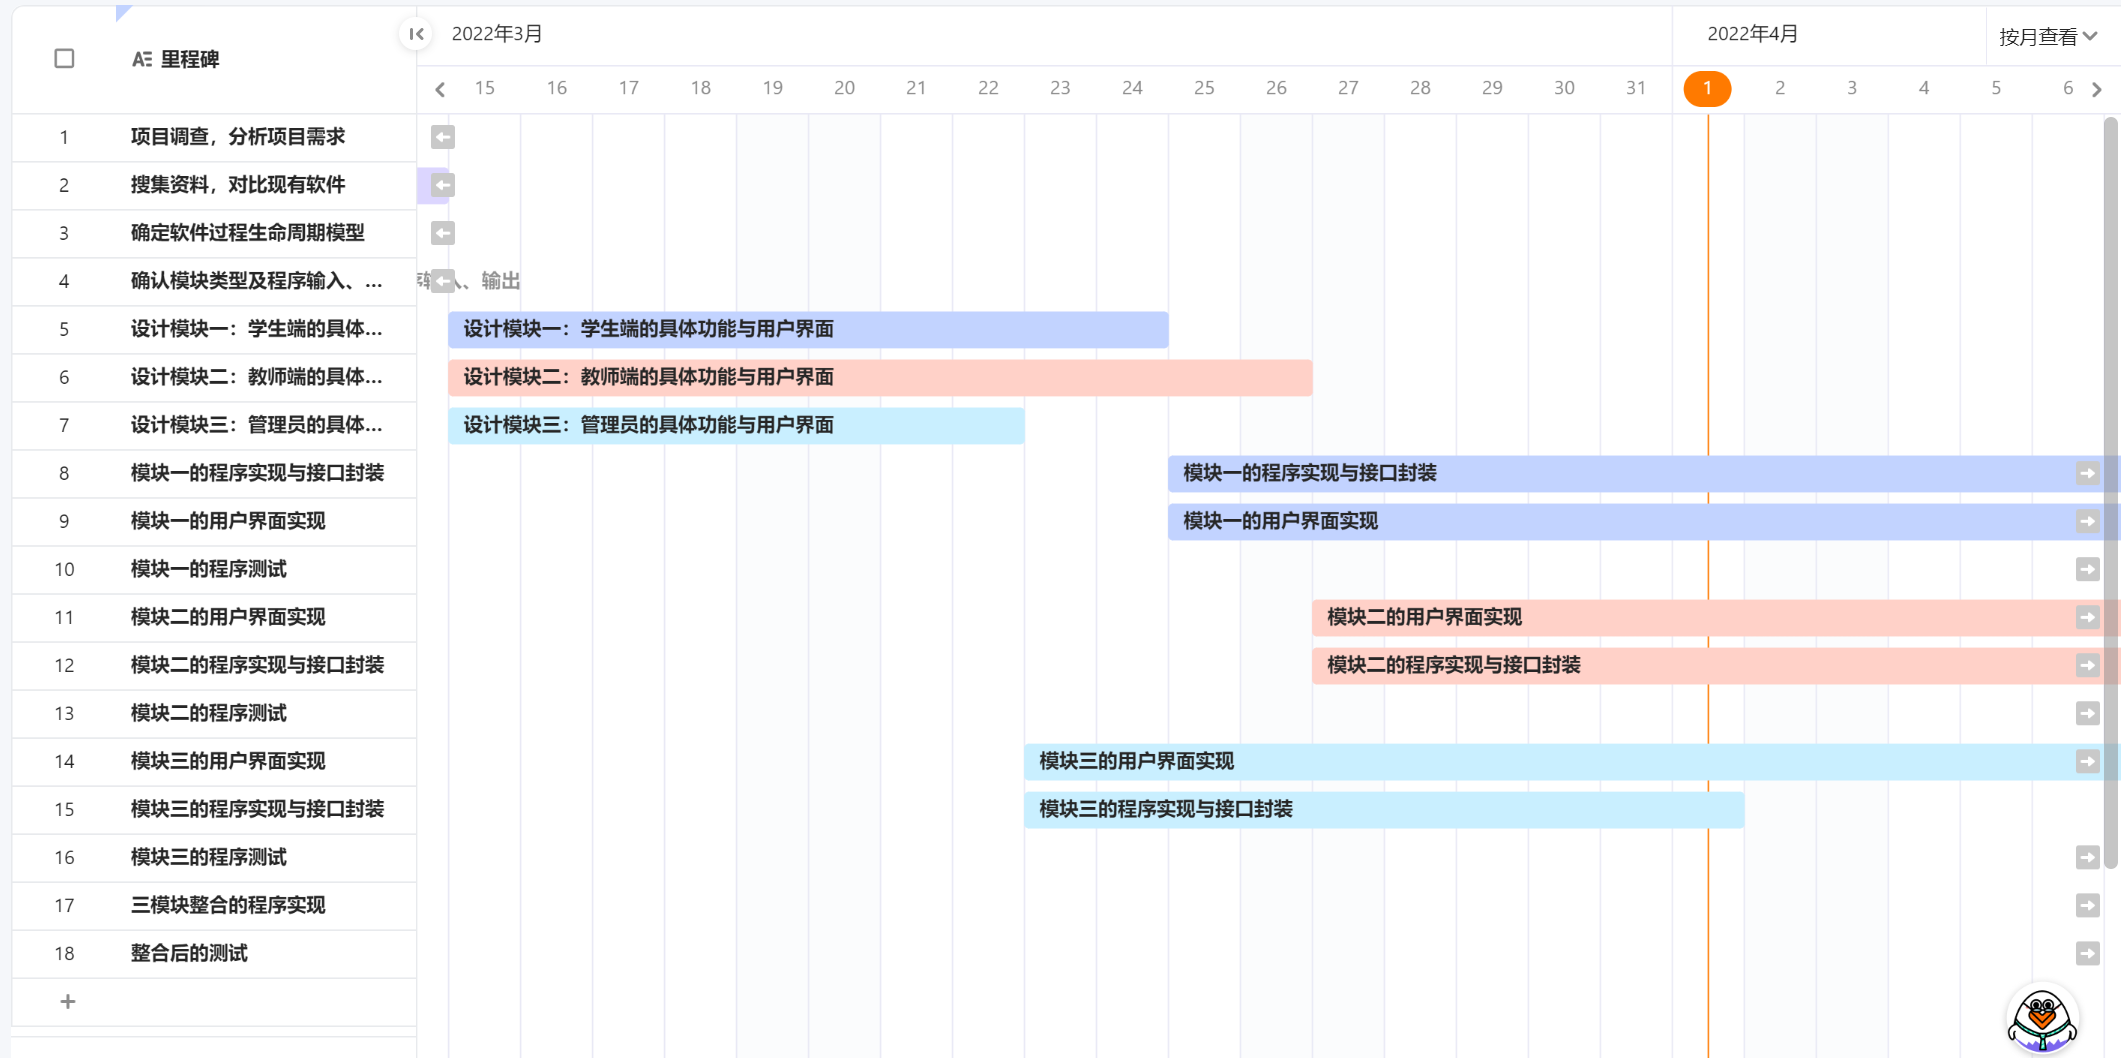 2022年3月
2022年4月
按月查看
里程碑
15 16 17 18 19 20 21 22 23 24 25 26 27 28 29 30 31 1 2 3 4 5 6
1 项目调查，分析项目需求
2 搜集资料，对比现有软件
3 确定软件过程生命周期模型
4 确认模块类型及程序输入、...
、输出
5 设计模块一：学生端的具体...
设计模块一：学生端的具体功能与用户界面
6 设计模块二：教师端的具体...
设计模块二：教师端的具体功能与用户界面
7 设计模块三：管理员的具体...
设计模块三：管理员的具体功能与用户界面
8 模块一的程序实现与接口封装
模块一的程序实现与接口封装
9 模块一的用户界面实现
模块一的用户界面实现
10 模块一的程序测试
11 模块二的用户界面实现
模块二的用户界面实现
12 模块二的程序实现与接口封装
模块二的程序实现与接口封装
13 模块二的程序测试
14 模块三的用户界面实现
模块三的用户界面实现
15 模块三的程序实现与接口封装
模块三的程序实现与接口封装
16 模块三的程序测试
17 三模块整合的程序实现
18 整合后的测试